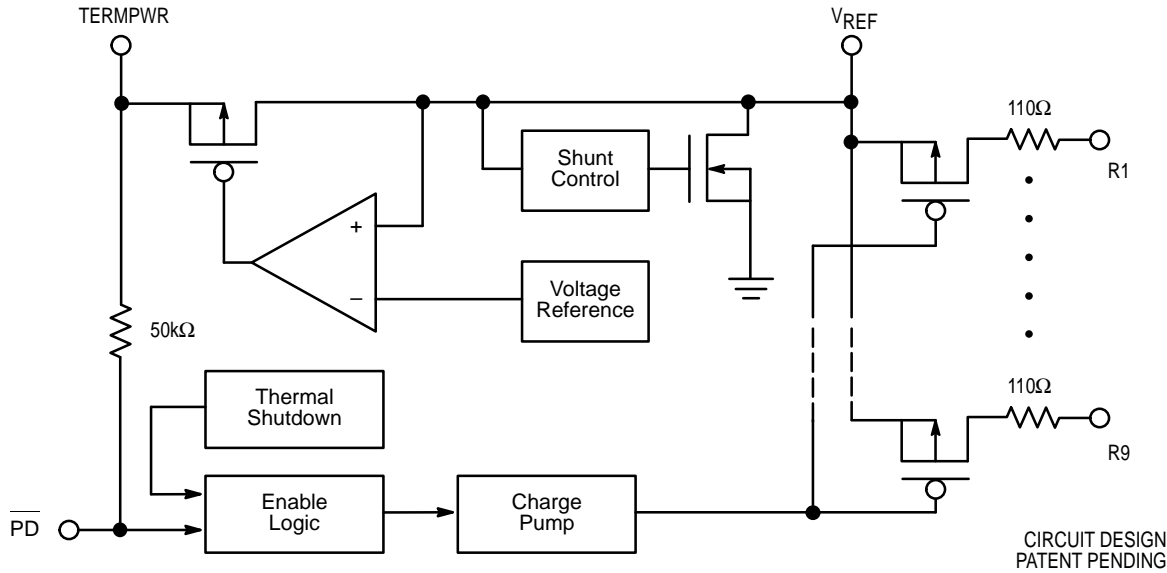 TERMPWR
VREF
110Ω
R1
Shunt
Control
+
−
Voltage
Reference
50kΩ
Thermal
Shutdown
110Ω
R9
PD
Enable
Logic
Charge
Pump
CIRCUIT DESIGN
PATENT PENDING